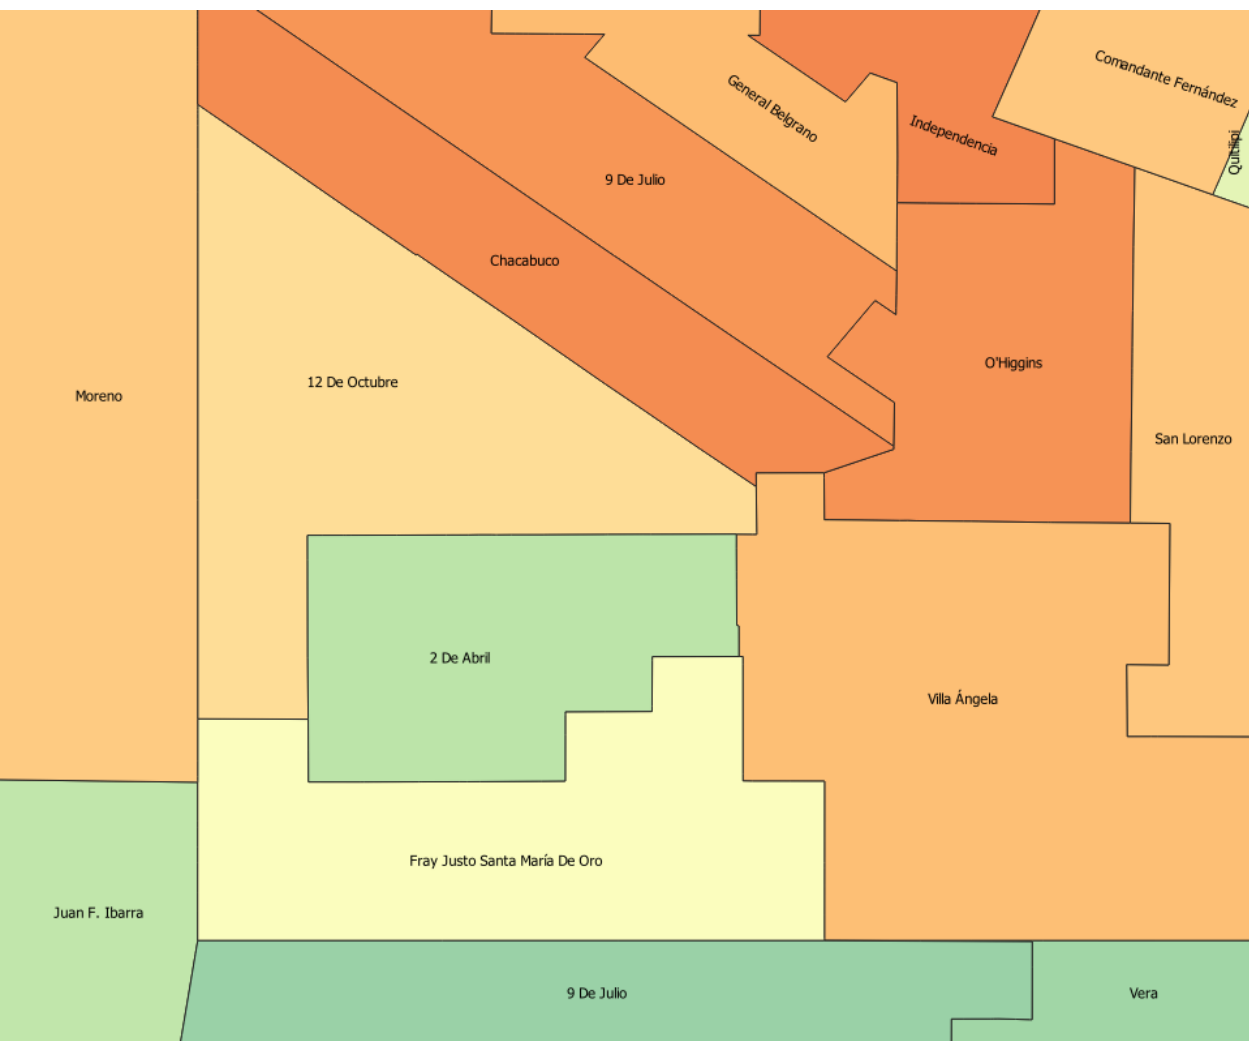 Comandante Fernández
General Belgrano
Independencia
Quitilipi
9 De Julio
Chacabuco
O'Higgins
12 De Octubre
Moreno
San Lorenzo
2 De Abril
Villa Ángela
Fray Justo Santa María De Oro
Juan F. Ibarra
9 De Julio
Vera